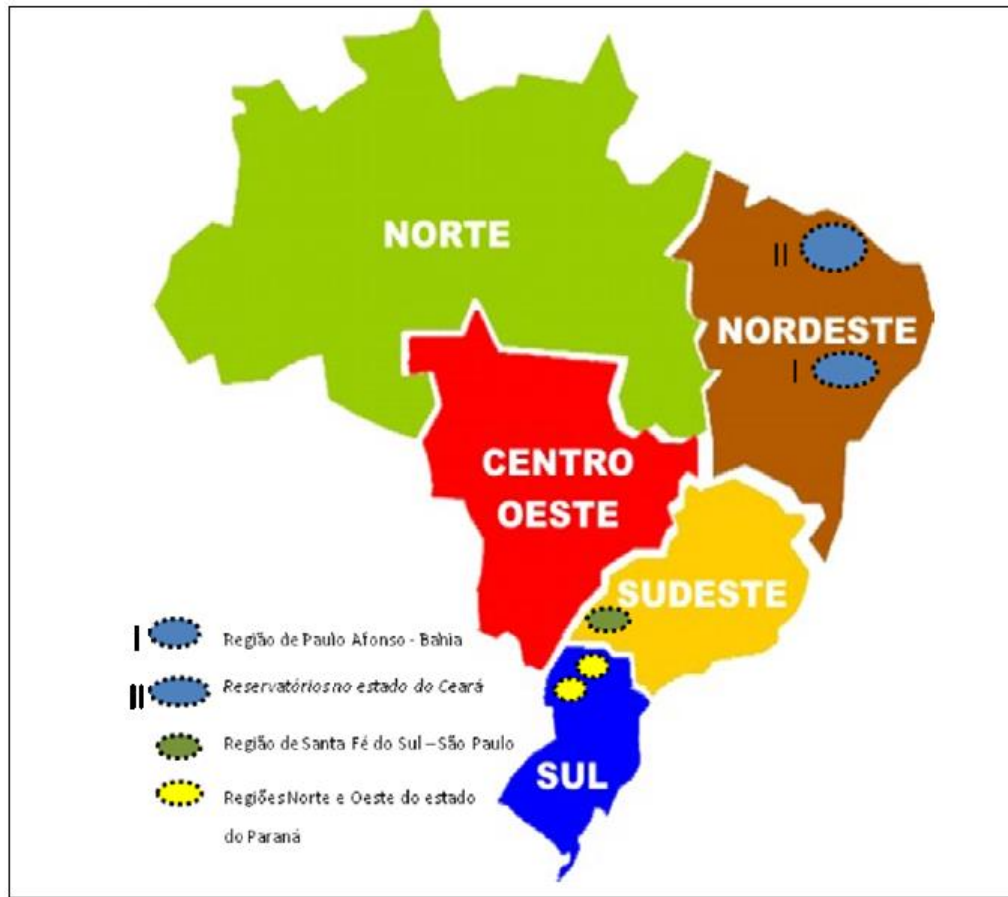 NORTE
II
NORDESTE
I
CENTRO
OESTE
SUDESTE
I Região de Paulo Afonso - Bahia
II Reservatórios no estado do Ceará
Região de Santa Fé do Sul – São Paulo
SUL
Regiões Norte e Oeste do estado
do Paraná